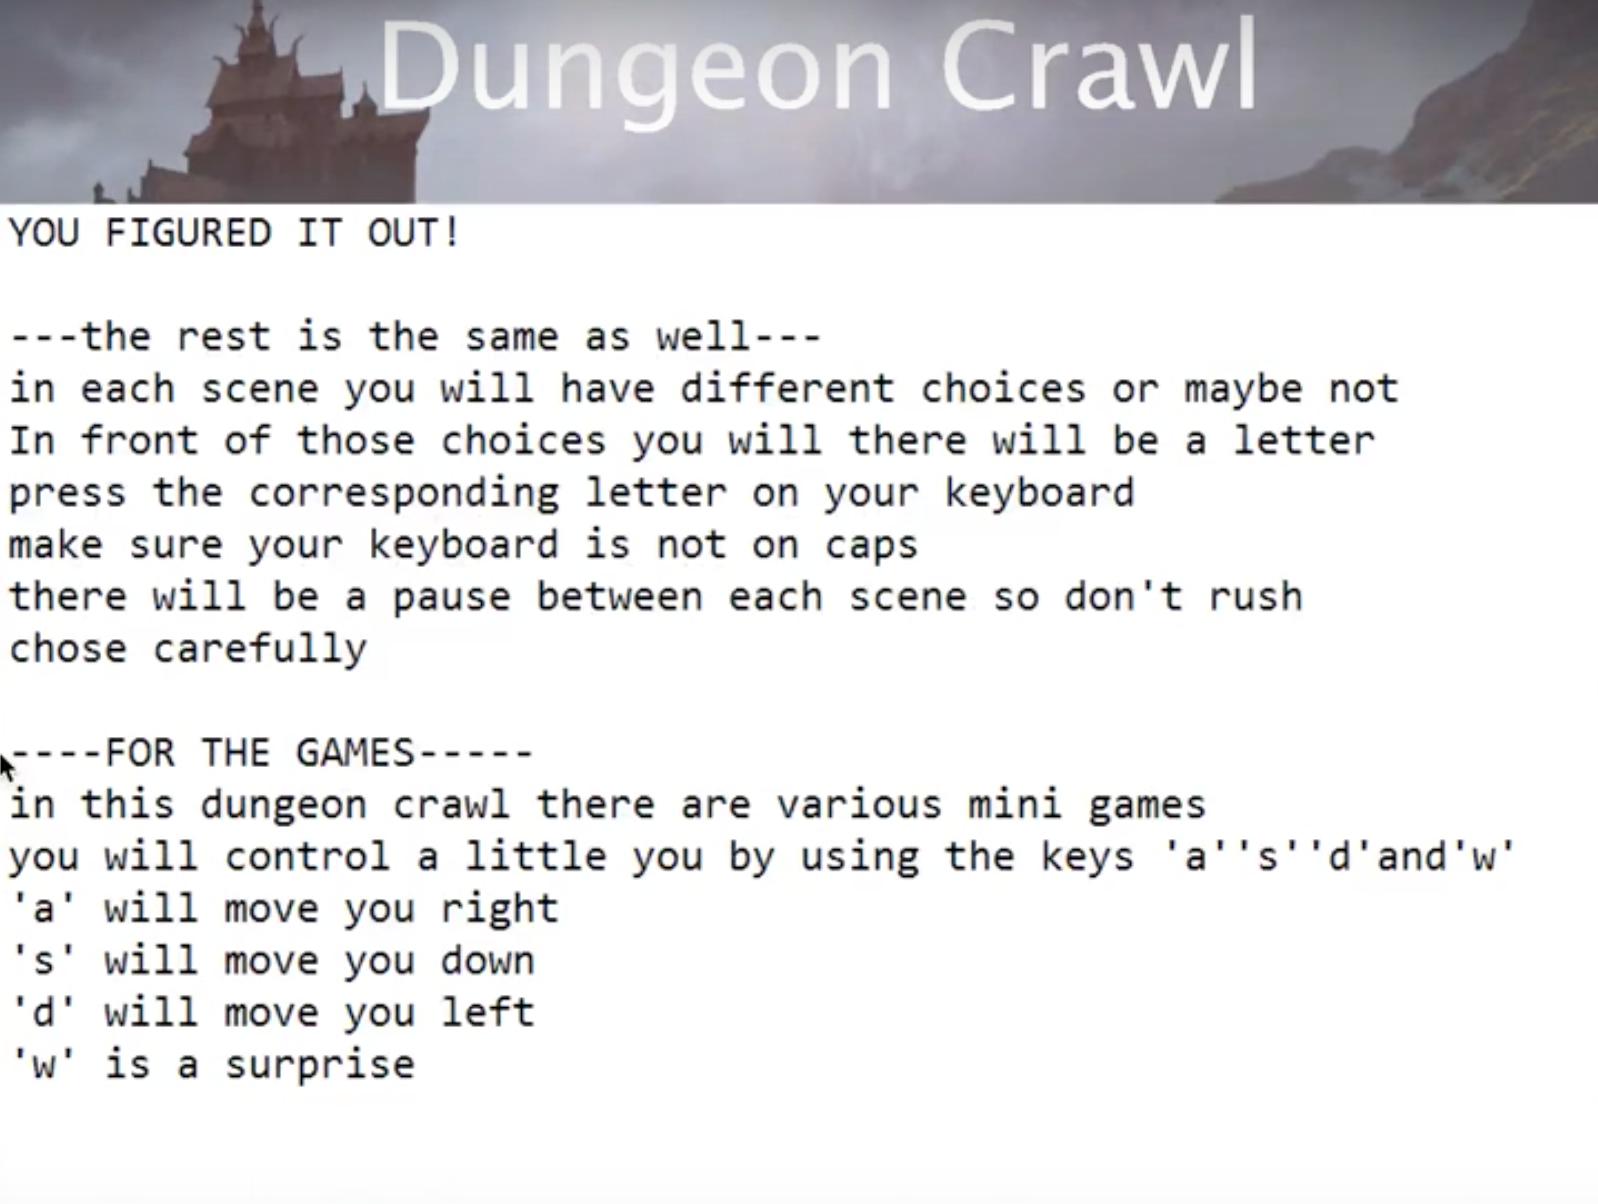 Dungeon Crawl
YOU FIGURED IT OUT!
---the rest is the same as well---
in each scene you will have different choices or maybe not
In front of those choices you will there will be a letter
press the corresponding letter on your keyboard
make sure your keyboard is not on caps
there will be a pause between each scene so don't rush
chose carefully
----FOR THE GAMES-----
in this dungeon crawl there are various mini games
you will control a little you by using the keys 'a''s''d'and'w'
'a' will move you right
's' will move you down
'd' will move you left
'w' is a surprise